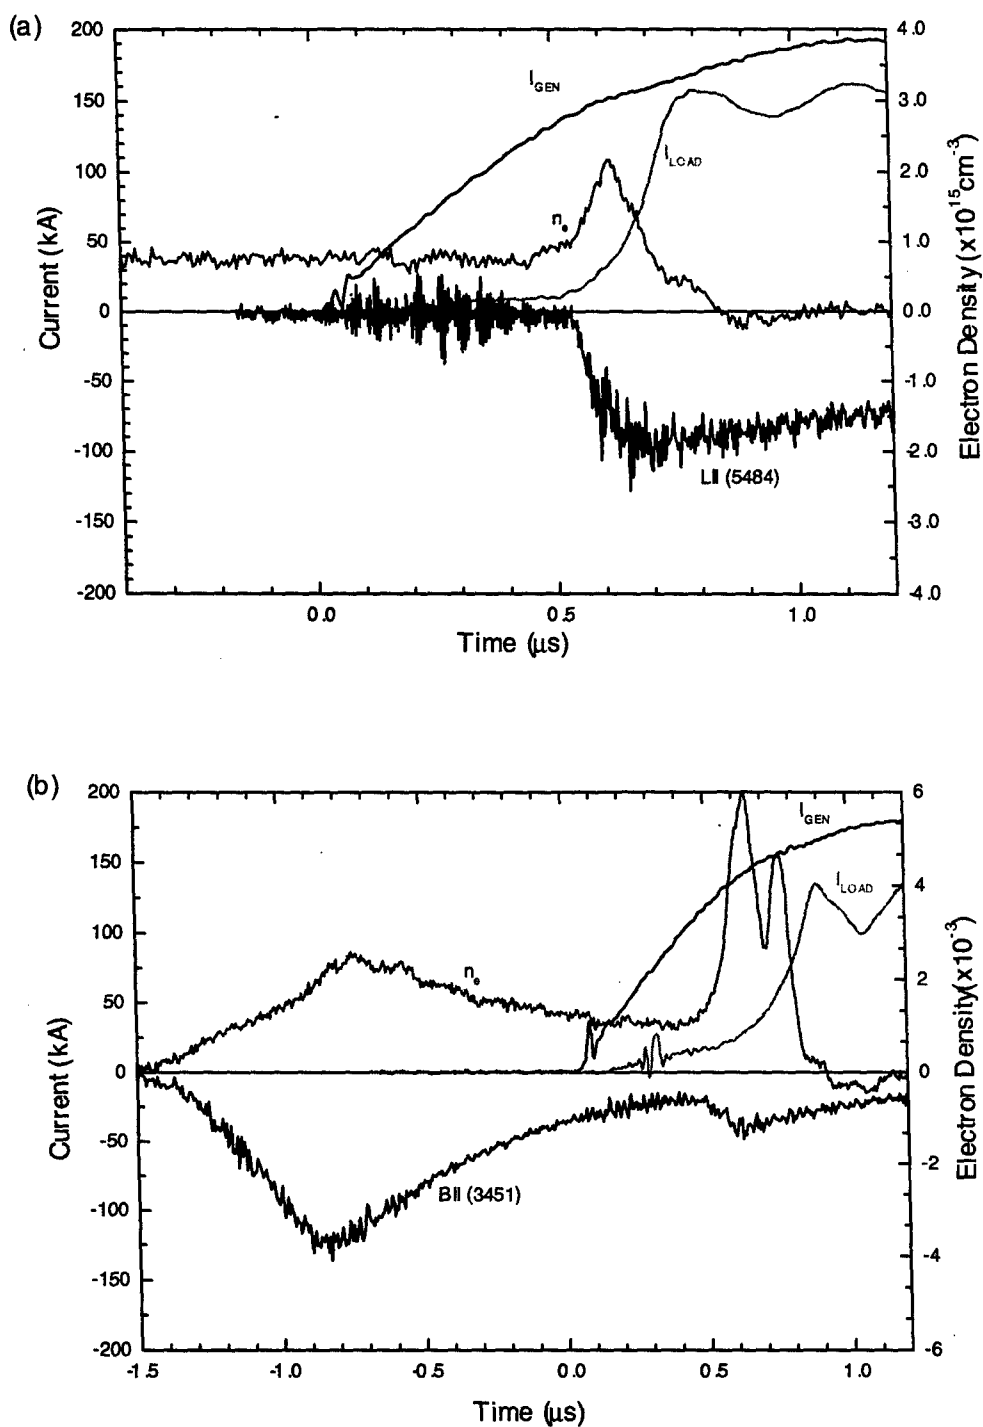 (a)
200
150
100
50
0
-50
-100
-150
-200
Current (kA)
4.0
3.0
2.0
1.0
0.0
-1.0
-2.0
-3.0
-4.0
Electron Density (x10¹⁵cm⁻³)
I_GEN
I_LOAD
n_e
LII (5484)
0.0
0.5
1.0
Time (μs)
(b)
200
150
100
50
0
-50
-100
-150
-200
Current (kA)
6
4
2
0
-2
-4
-6
Electron Density (x10⁻³)
I_GEN
I_LOAD
n_e
BII (3451)
-1.5
-1.0
-0.5
0.0
0.5
1.0
Time (μs)